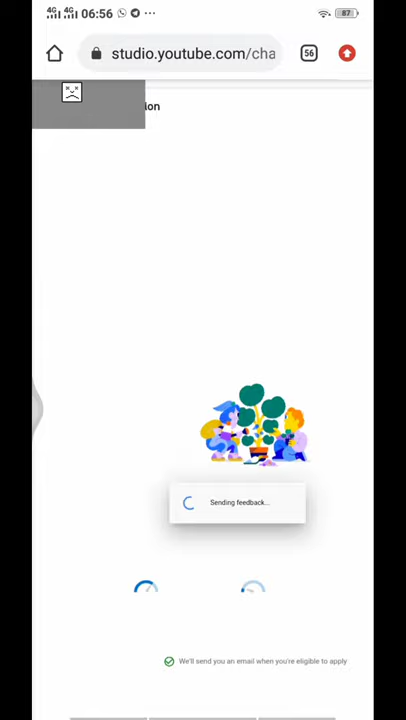 4G 4G 06:56 ... 87
studio.youtube.com/cha 56
ion
Sending feedback...
We'll send you an email when you're eligible to apply